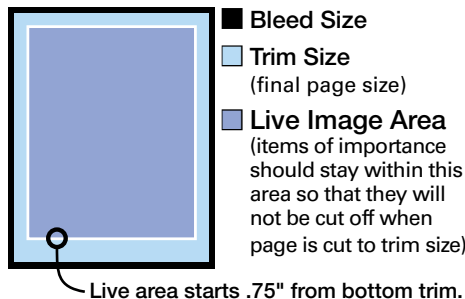 Bleed Size
Trim Size
(final page size)
Live Image Area
(items of importance
should stay within this
area so that they will
not be cut off when
page is cut to trim size)
Live area starts .75" from bottom trim.